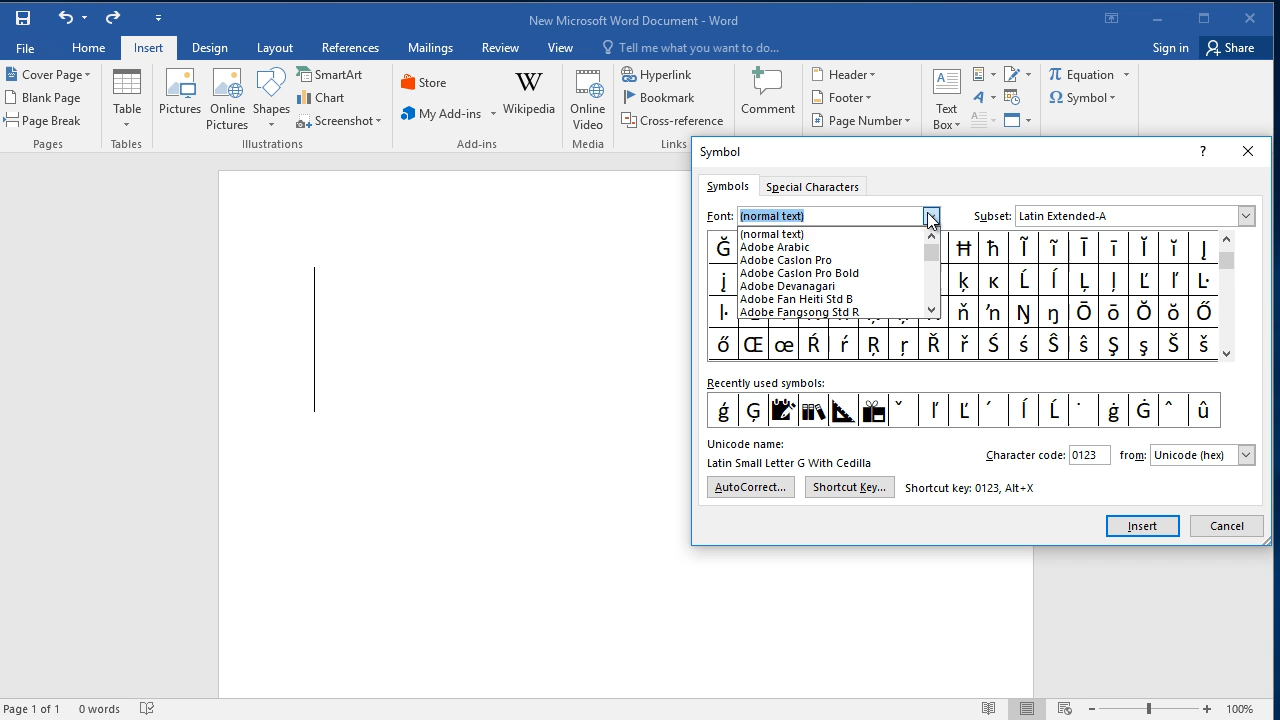 New Microsoft Word Document - Word
File Home Insert Design Layout References Mailings Review View Tell me what you want to do... Sign in Share
Cover Page
Blank Page
Page Break
Pages
Table
Tables
Pictures
Online Pictures
Shapes
SmartArt
Chart
Screenshot
Illustrations
Store
My Add-ins
W
Wikipedia
Add-ins
Online Video
Media
Hyperlink
Bookmark
Cross-reference
Links
Comment
Header
Footer
Page Number
A
Text Box
π Equation
Ω Symbol
Symbol ?
Symbols Special Characters
Font: (normal text) Subset: Latin Extended-A
(normal text)
Adobe Arabic
Adobe Caslon Pro
Adobe Caslon Pro Bold
Adobe Devanagari
Adobe Fan Heiti Std B
Adobe Fangsong Std R
Ğ Ħ ħ Ĩ ĩ Ī ī Ĭ ĭ Į
į ķ ĸ Ĺ ĺ Ļ ļ Ľ ľ Ŀ
ŀ ň ŉ Ŋ ŋ Ō ō Ŏ ŏ Ő
ő Œ œ Ŕ ŕ Ŗ ŗ Ř ř Ś ś Ŝ ŝ Ş ş Š š
Recently used symbols:
ģ Ģ ˇ ľ Ľ ´ ĺ Ĺ ˙ ġ Ġ ˆ û
Unicode name:
Latin Small Letter G With Cedilla
Character code: 0123 from: Unicode (hex)
AutoCorrect... Shortcut Key... Shortcut key: 0123, Alt+X
Insert Cancel
Page 1 of 1 0 words 100%